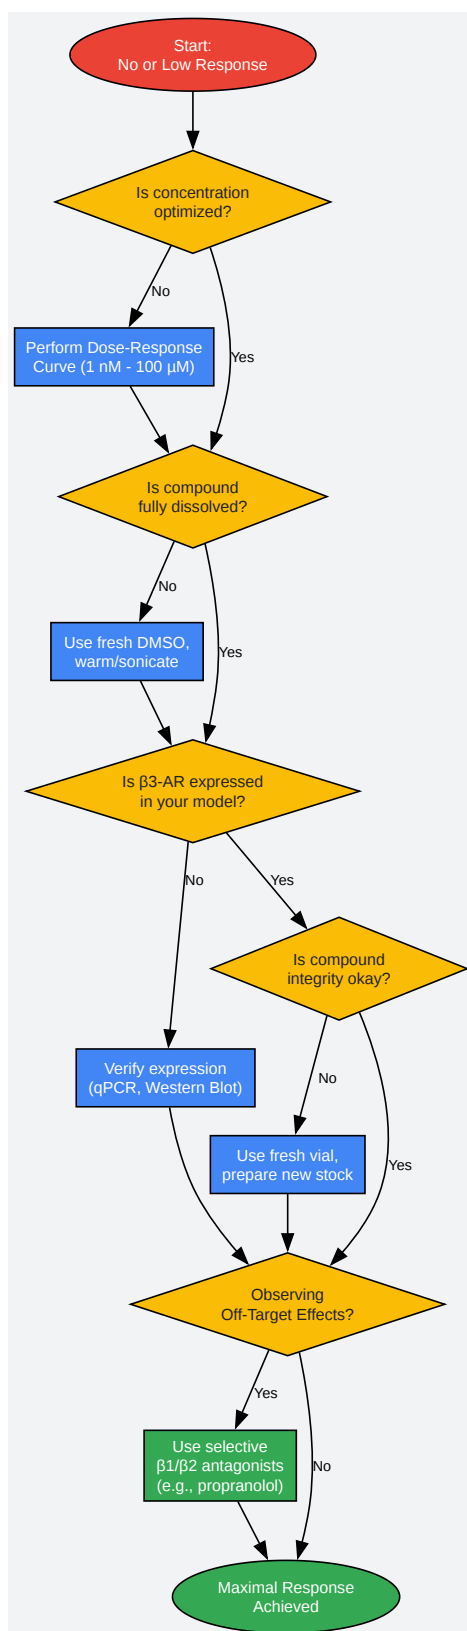 Start:
No or Low Response
Is concentration
optimized?
No
Yes
Perform Dose-Response
Curve (1 nM - 100 µM)
Is compound
fully dissolved?
No
Yes
Use fresh DMSO,
warm/sonicate
Is β3-AR expressed
in your model?
No
Yes
Is compound
integrity okay?
Verify expression
(qPCR, Western Blot)
No
Yes
Use fresh vial,
prepare new stock
Observing
Off-Target Effects?
Yes
No
Use selective
β1/β2 antagonists
(e.g., propranolol)
Maximal Response
Achieved